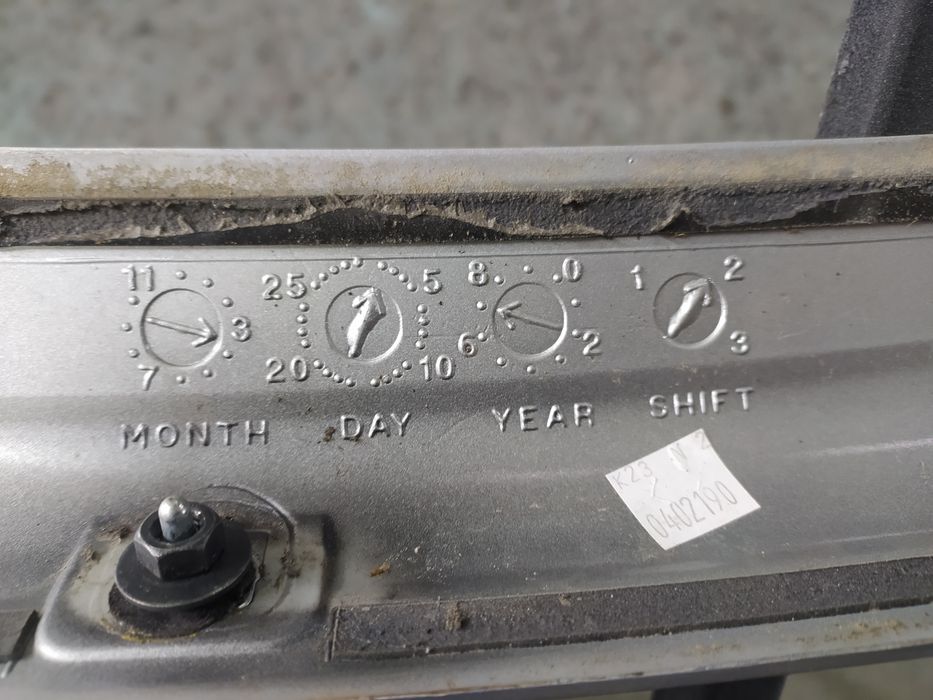 11 25 5 8 0 1 2
3
7 20 10 6 2 3
MONTH DAY YEAR SHIFT
K23 N 2
0402190